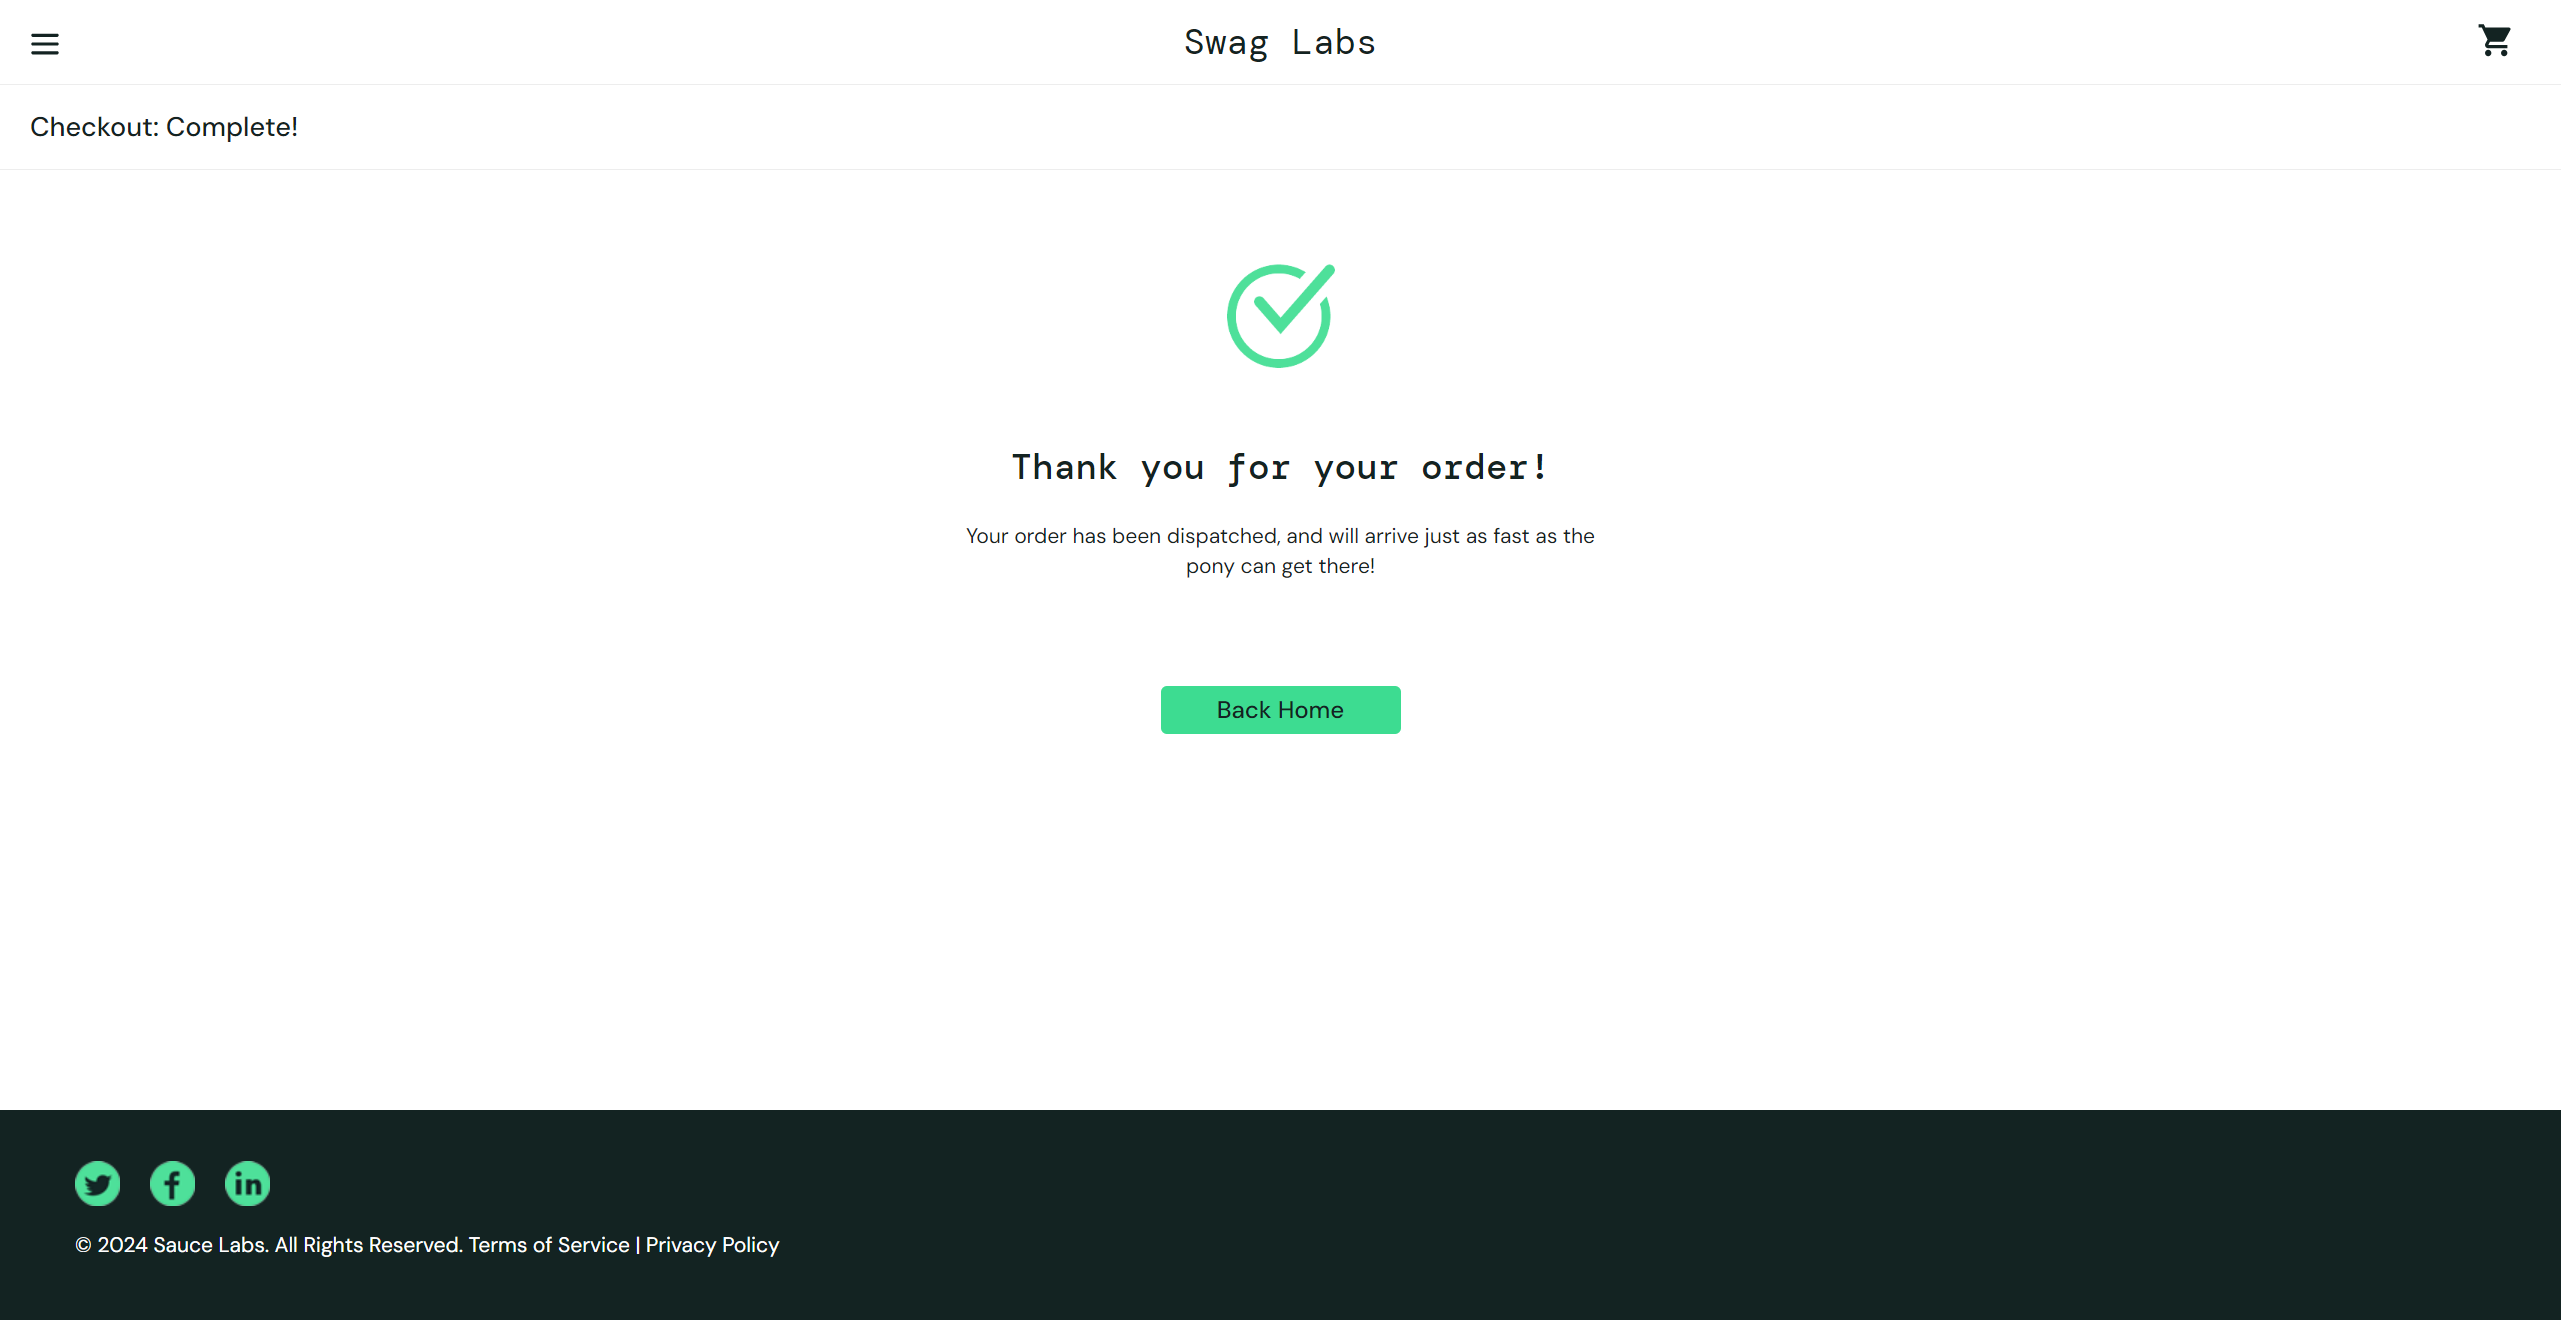 Swag Labs
Checkout: Complete!
Thank you for your order!
Your order has been dispatched, and will arrive just as fast as the
pony can get there!
Back Home
© 2024 Sauce Labs. All Rights Reserved. Terms of Service | Privacy Policy